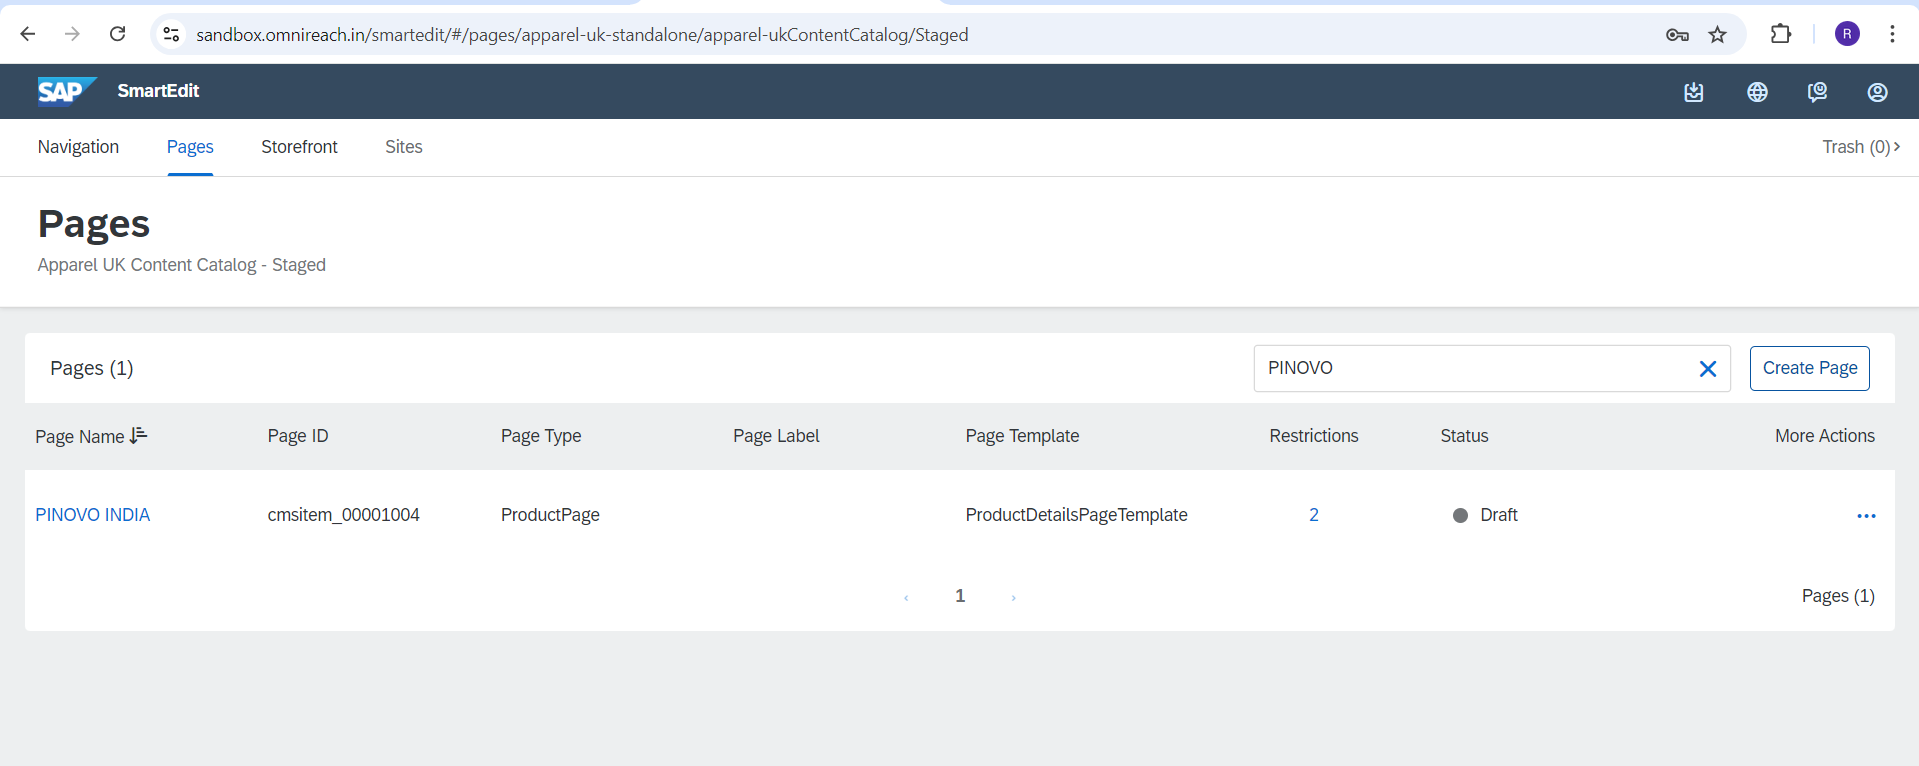 sandbox.omnireach.in/smartedit/#/pages/apparel-uk-standalone/apparel-ukContentCatalog/Staged
R
SAP SmartEdit
Navigation Pages Storefront Sites Trash (0)
Pages
Apparel UK Content Catalog - Staged
Pages (1) PINOVO Create Page
Page Name Page ID Page Type Page Label Page Template Restrictions Status More Actions
PINOVO INDIA cmsitem_00001004 ProductPage ProductDetailsPageTemplate 2 Draft
1 Pages (1)